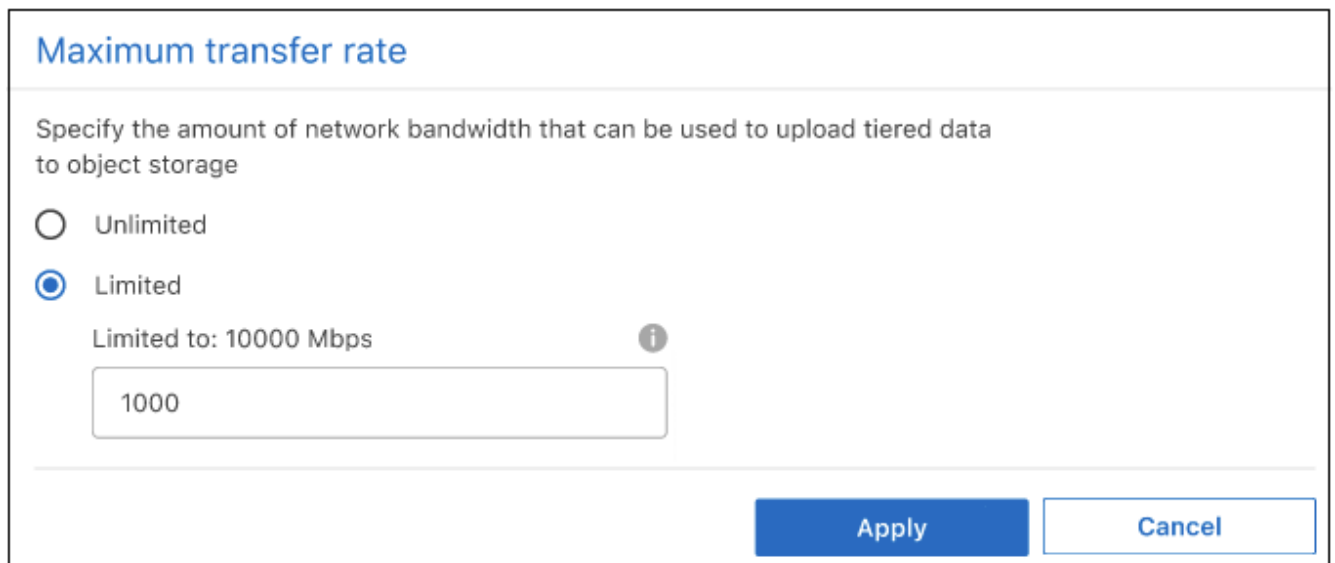 Maximum transfer rate
Specify the amount of network bandwidth that can be used to upload tiered data
to object storage
Unlimited
Limited
Limited to: 10000 Mbps
1000
Apply
Cancel